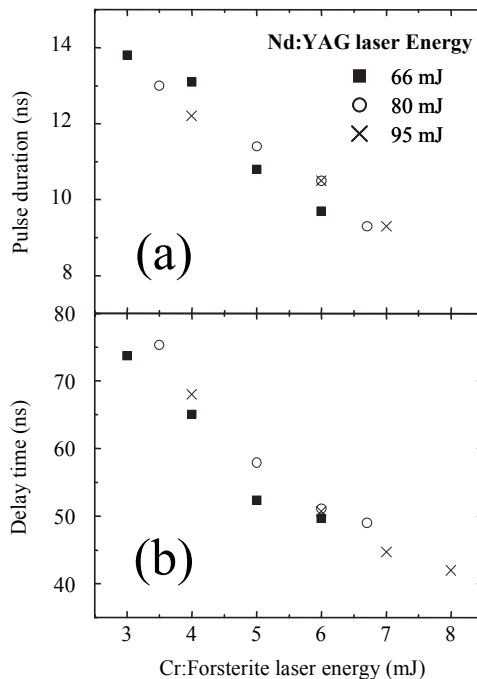 14
12
10
8
Pulse duration (ns)
Nd:YAG laser Energy
66 mJ
80 mJ
95 mJ
(a)
80
70
60
50
40
Delay time (ns)
(b)
3 4 5 6 7 8
Cr:Forsterite laser energy (mJ)